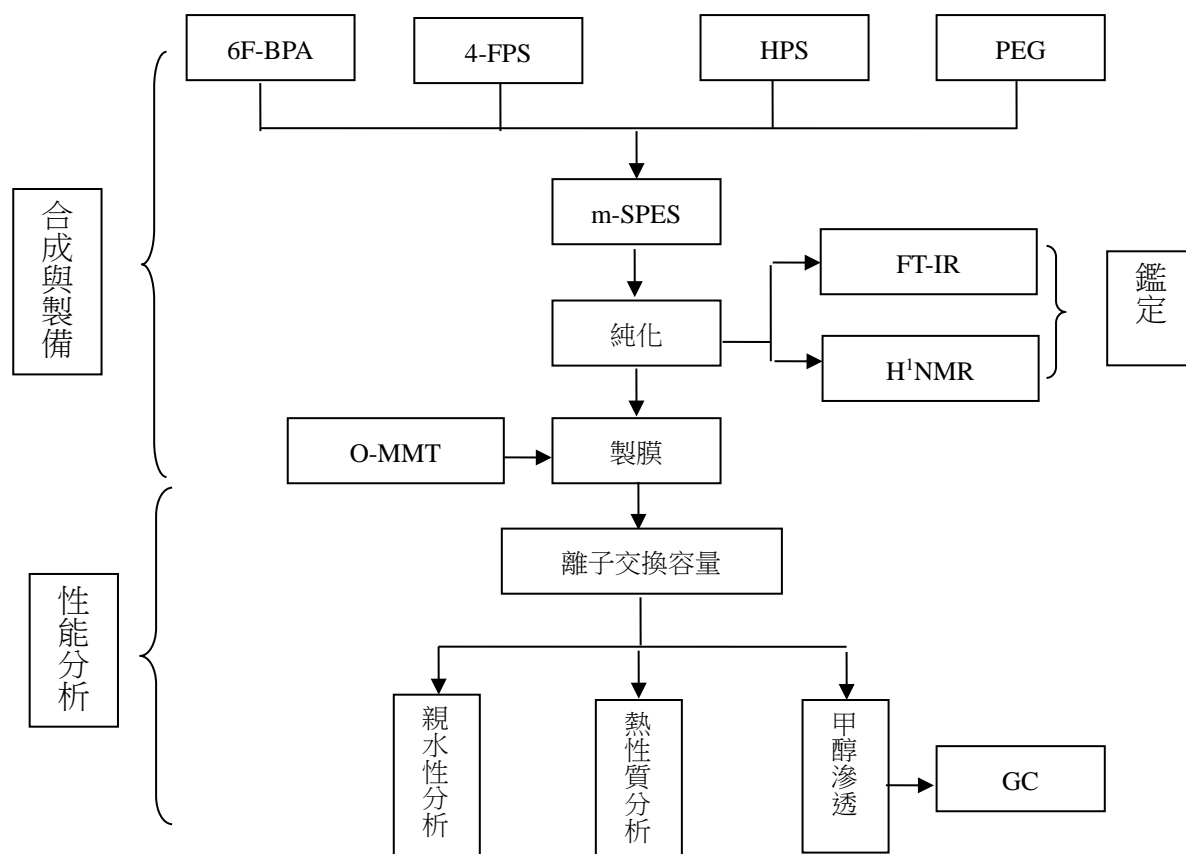 6F-BPA
4-FPS
HPS
PEG
合成與製備
m-SPES
FT-IR
鑑定
純化
H¹NMR
O-MMT
製膜
離子交換容量
性能分析
親水性分析
熱性質分析
甲醇滲透
GC